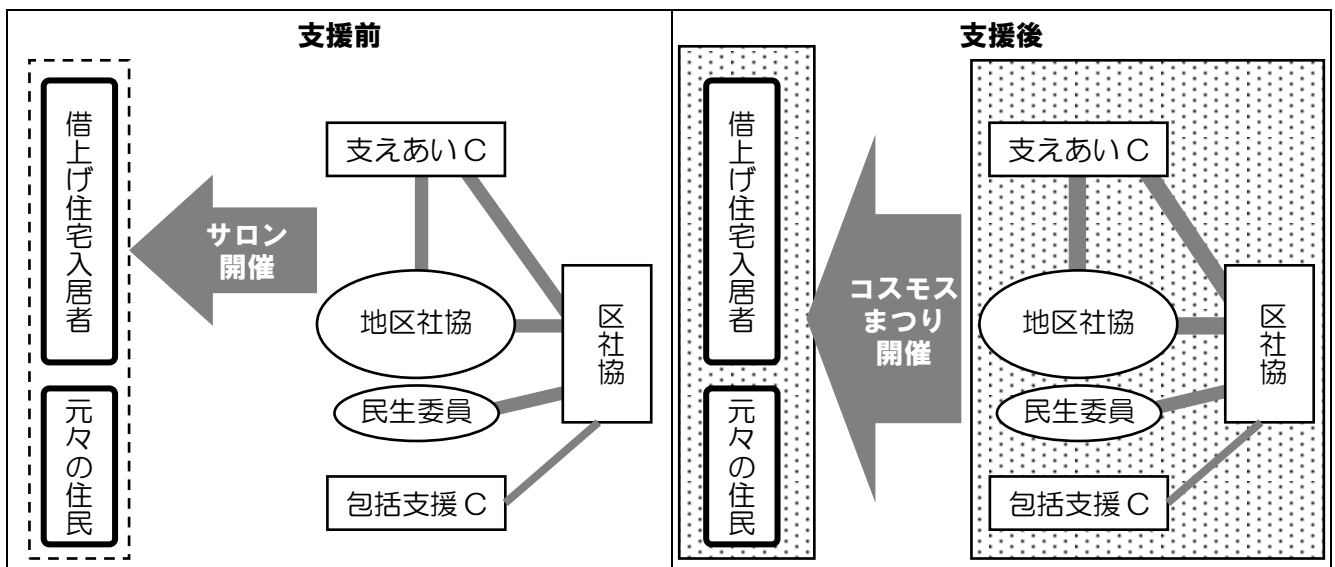 支援前
借上げ住宅入居者
元々の住民
サロン
開催
支えあいC
地区社協
民生委員
包括支援C
区社協
支援後
借上げ住宅入居者
元々の住民
コスモス
まつり
開催
支えあいC
地区社協
民生委員
包括支援C
区社協